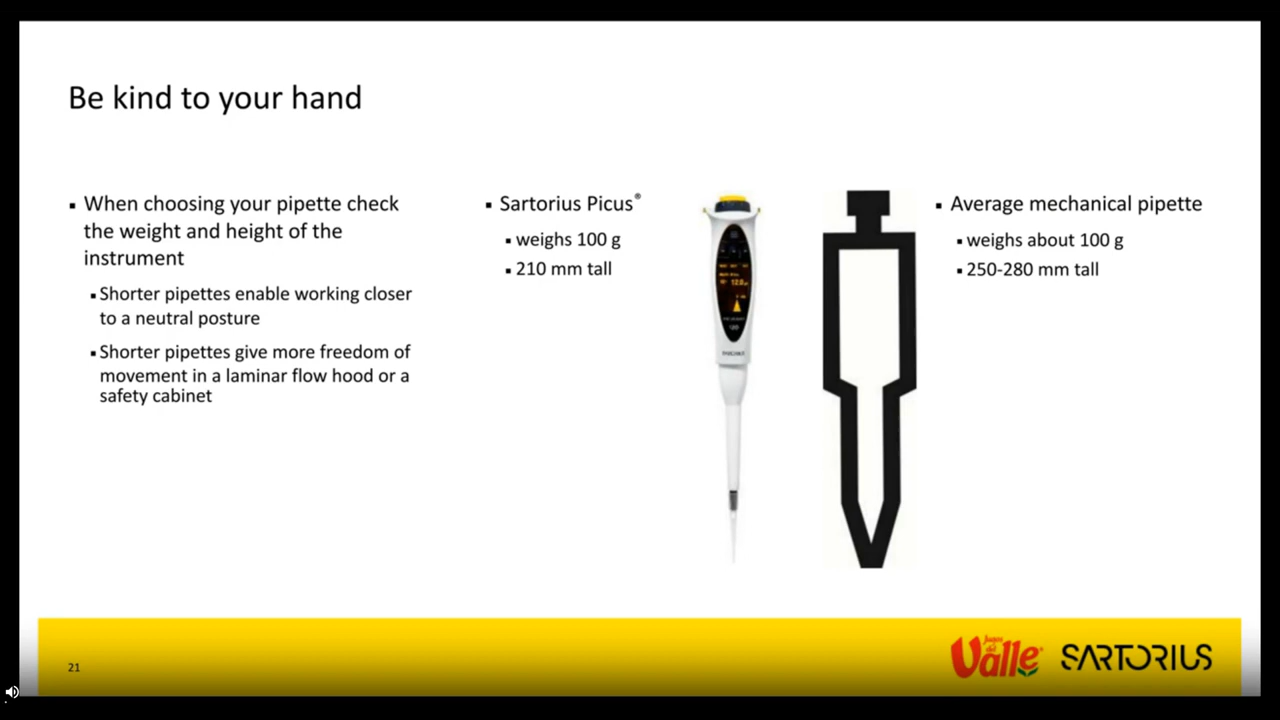 Be kind to your hand
▪ When choosing your pipette check
the weight and height of the
instrument
▪ Shorter pipettes enable working closer
to a neutral posture
▪ Shorter pipettes give more freedom of
movement in a laminar flow hood or a
safety cabinet
▪ Sartorius Picus®
▪ weighs 100 g
▪ 210 mm tall
▪ Average mechanical pipette
▪ weighs about 100 g
▪ 250-280 mm tall
21
Jugos
del
Valle
SARTORIUS